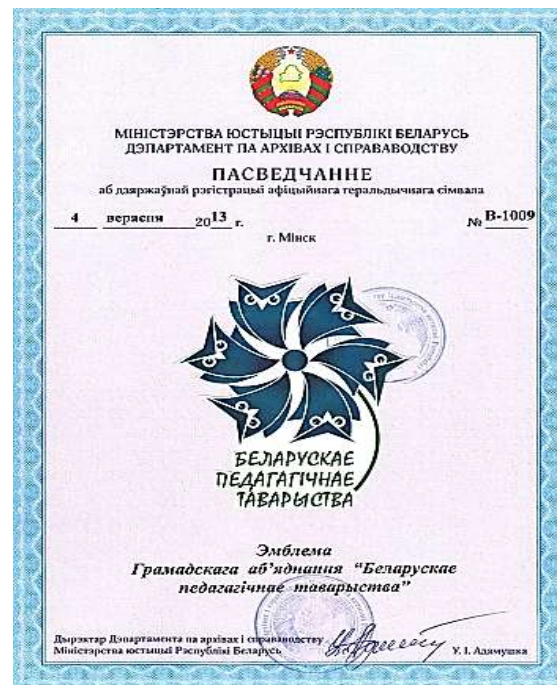 МІНІСТЭРСТВА ЮСТЫЦЫІ РЭСПУБЛІКІ БЕЛАРУСЬ
ДЭПАРТАМЕНТ ПА АРХІВАХ І СПРАВАВОДСТВУ
ПАСВЕДЧАННЕ
аб дзяржаўнай рэгістрацыі афіцыйнага геральдычнага сімвала
4 верасня 2013 г. № В-1009
г. Мінск
БЕЛАРУСКАЕ
ПЕДАГАГІЧНАЕ
ТАВАРЫСТВА
Эмблема
Грамадскага аб’яднання “Беларускае
педагагічнае таварыства”
Дырэктар Дэпартамента па архівах і справаводству
Міністэрства юстыцыі Рэспублікі Беларусь У. І. Адамушка